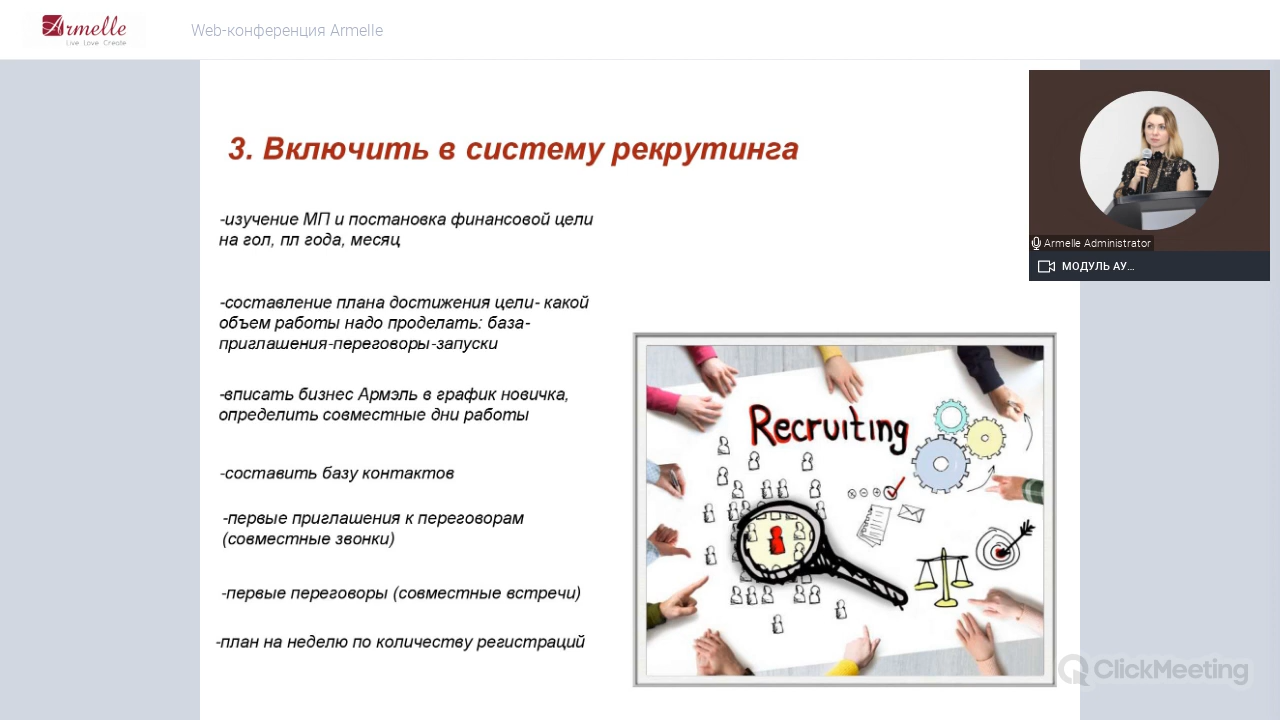 Armelle
Live Love Create
Web-конференция Armelle
3. Включить в систему рекрутинга
-изучение МП и постановка финансовой цели
на гол, пл года, месяц
-составление плана достижения цели- какой
объем работы надо проделать: база-
приглашения-переговоры-запуски
-вписать бизнес Армэль в график новичка,
определить совместные дни работы
-составить базу контактов
-первые приглашения к переговорам
(совместные звонки)
-первые переговоры (совместные встречи)
-план на неделю по количеству регистраций
Recruiting
Armelle Administrator
МОДУЛЬ АУ...
ClickMeeting